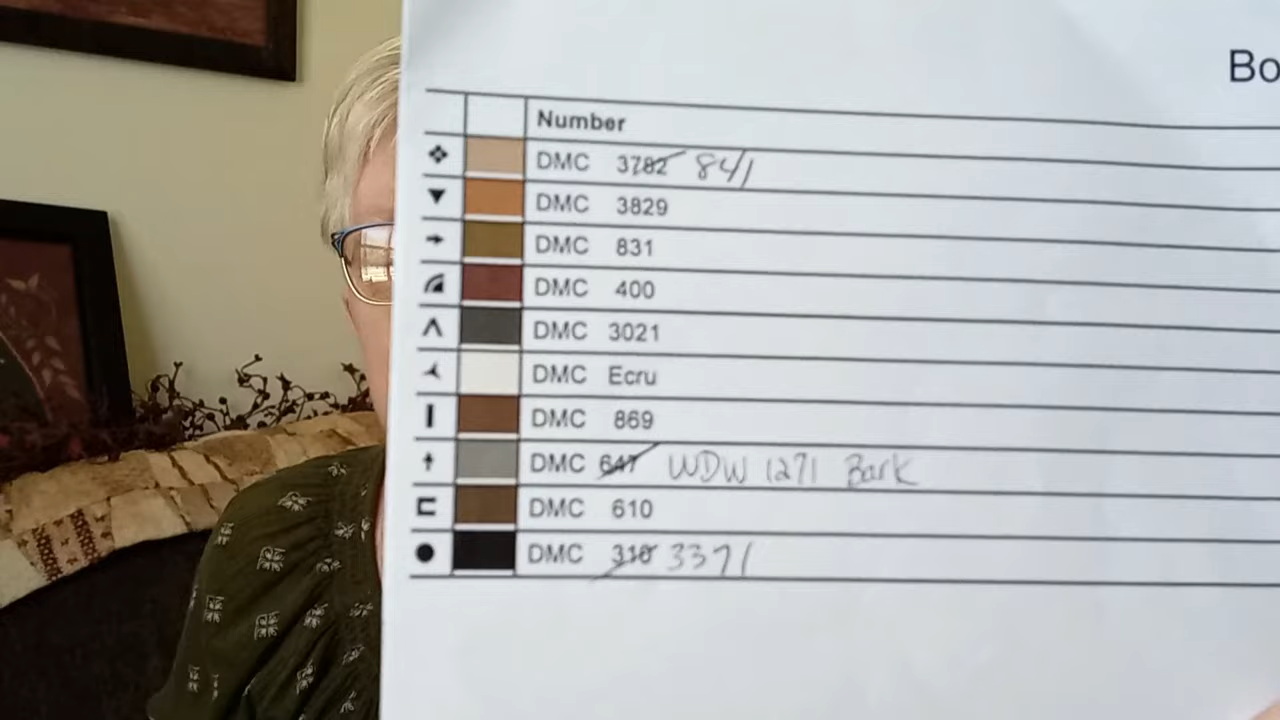 Bo
Number
DMC 3782 841
DMC 3829
DMC 831
DMC 400
DMC 3021
DMC Ecru
DMC 869
DMC 647 WDW 1271 Bark
DMC 610
DMC 310 3371